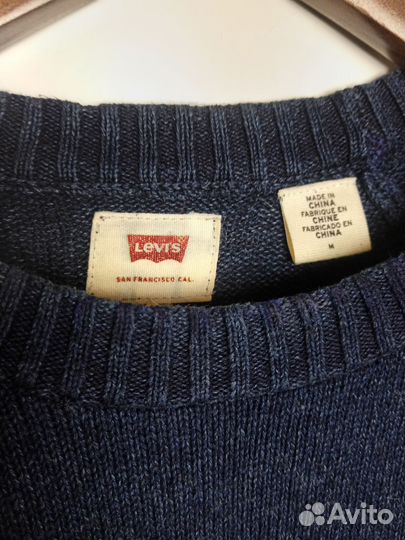 Levi's
SAN FRANCISCO CAL.
MADE IN
CHINA
FABRIQUE EN
CHINE
FABRICADO EN
CHINA
M
Avito